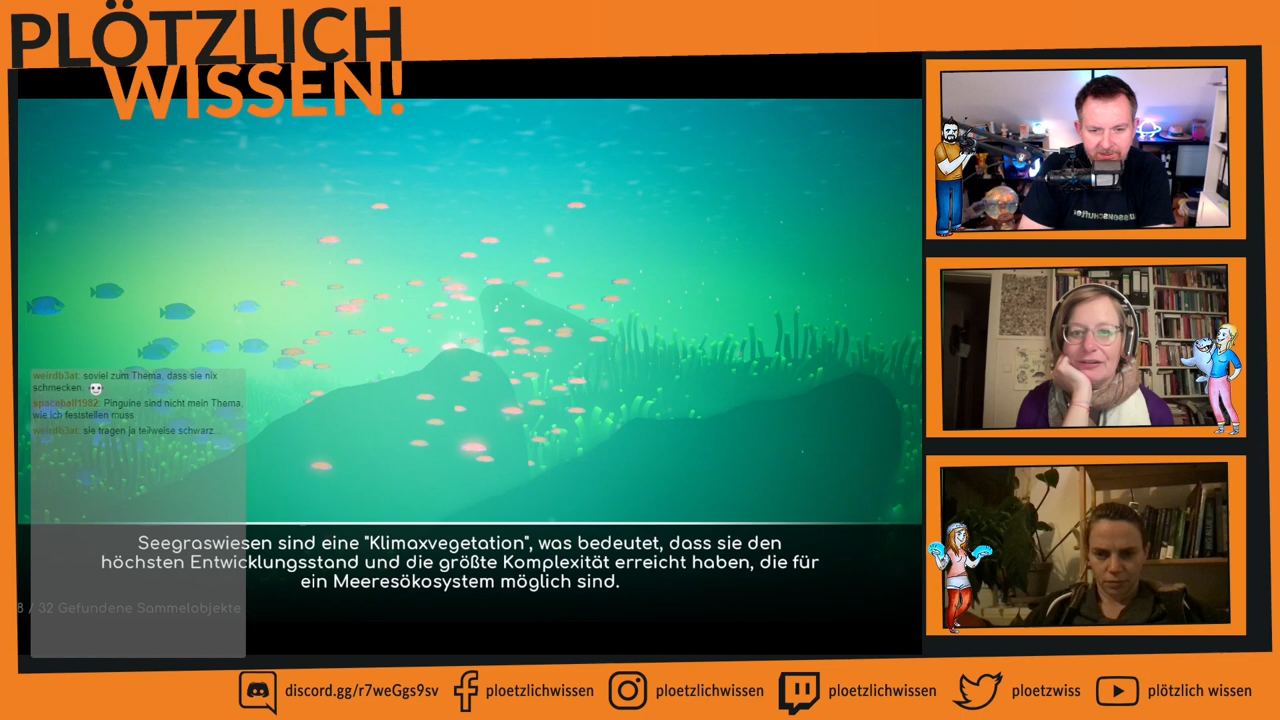 PLÖTZLICH
WISSEN!
weirdb3at: soviel zum Thema, dass sie nix
schmecken.
spaceball1982: Pinguine sind nicht mein Thema,
wie ich feststellen muss
weirdb3at: sie tragen ja teilweise schwarz...
Seegraswiesen sind eine "Klimaxvegetation", was bedeutet, dass sie den
höchsten Entwicklungsstand und die größte Komplexität erreicht haben, die für
ein Meeresökosystem möglich sind.
8 / 32 Gefundene Sammelobjekte
discord.gg/r7weGgs9sv ploetzlichwissen ploetzlichwissen ploetzlichwissen ploetzwiss plötzlich wissen